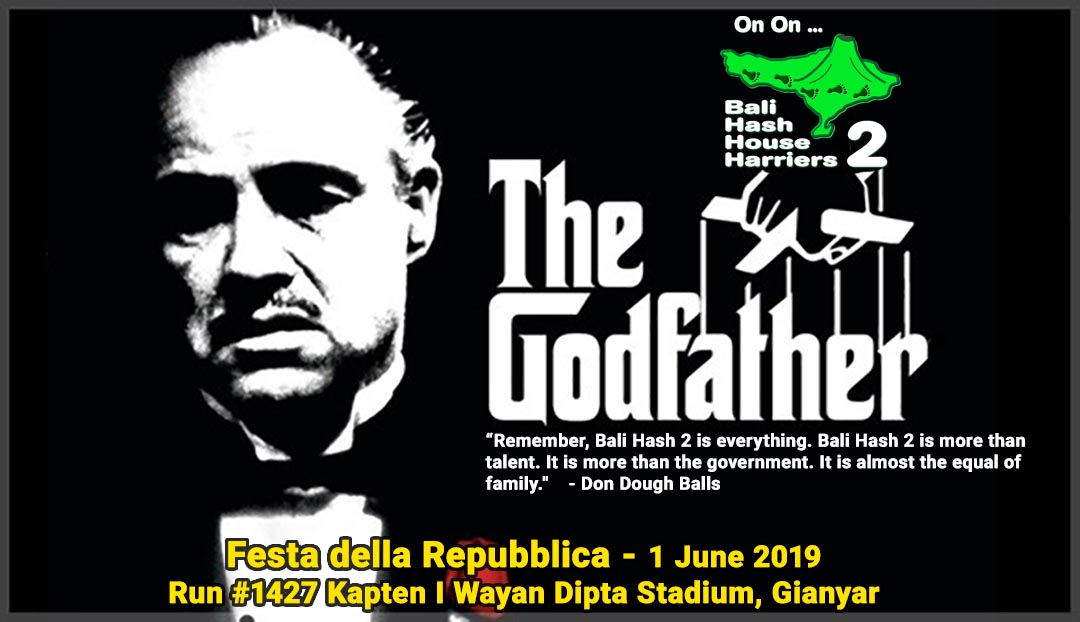 On On ...
Bali
Hash
House
Harriers 2
The
Godfather
“Remember, Bali Hash 2 is everything. Bali Hash 2 is more than
talent. It is more than the government. It is almost the equal of
family." - Don Dough Balls
Festa della Repubblica - 1 June 2019
Run #1427 Kapten I Wayan Dipta Stadium, Gianyar